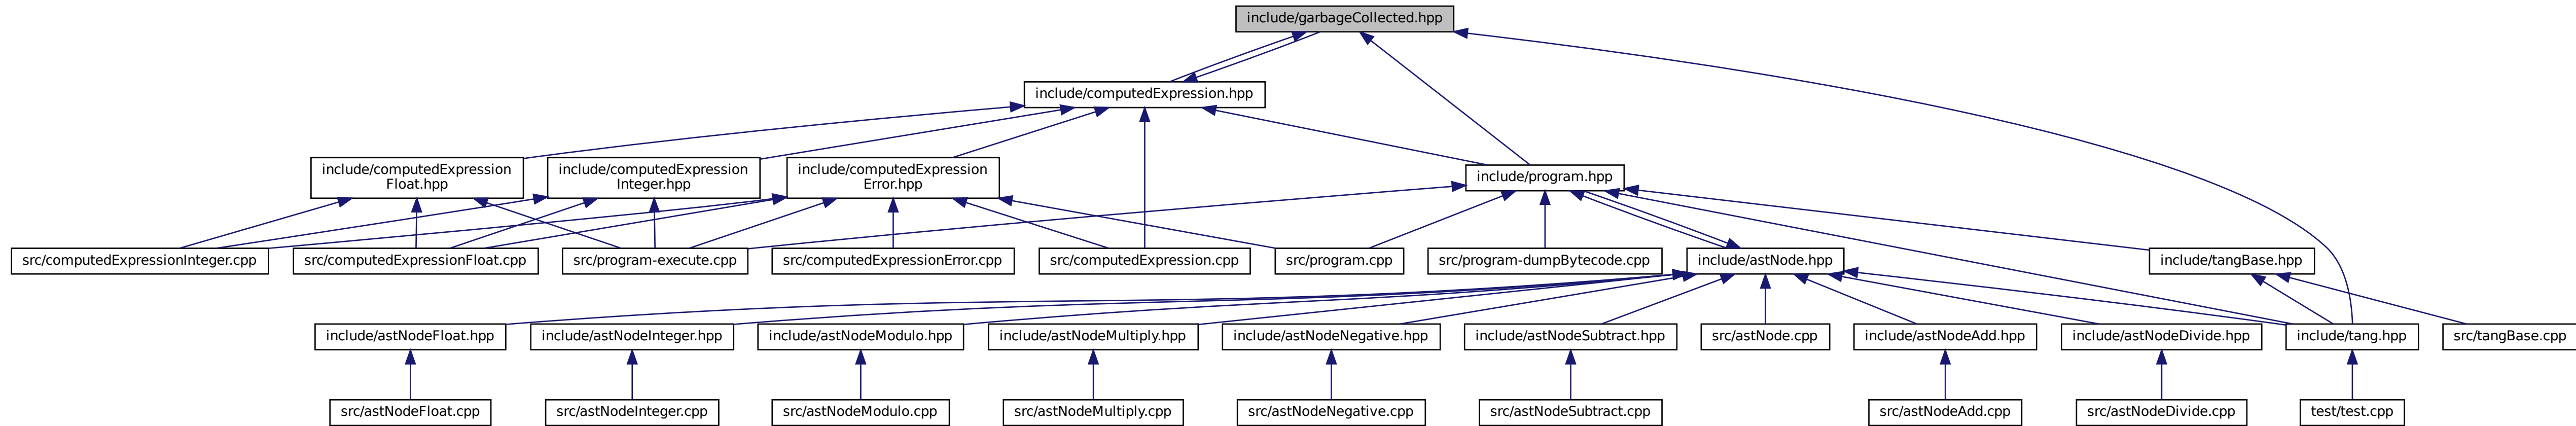 include/garbageCollected.hpp
include/computedExpression.hpp
include/computedExpression
Float.hpp
include/computedExpression
Integer.hpp
include/computedExpression
Error.hpp
include/program.hpp
src/computedExpressionInteger.cpp
src/computedExpressionFloat.cpp
src/program-execute.cpp
src/computedExpressionError.cpp
src/computedExpression.cpp
src/program.cpp
src/program-dumpBytecode.cpp
include/astNode.hpp
include/tangBase.hpp
include/astNodeFloat.hpp
include/astNodeInteger.hpp
include/astNodeModulo.hpp
include/astNodeMultiply.hpp
include/astNodeNegative.hpp
include/astNodeSubtract.hpp
src/astNode.cpp
include/astNodeAdd.hpp
include/astNodeDivide.hpp
include/tang.hpp
src/tangBase.cpp
src/astNodeFloat.cpp
src/astNodeInteger.cpp
src/astNodeModulo.cpp
src/astNodeMultiply.cpp
src/astNodeNegative.cpp
src/astNodeSubtract.cpp
src/astNodeAdd.cpp
src/astNodeDivide.cpp
test/test.cpp